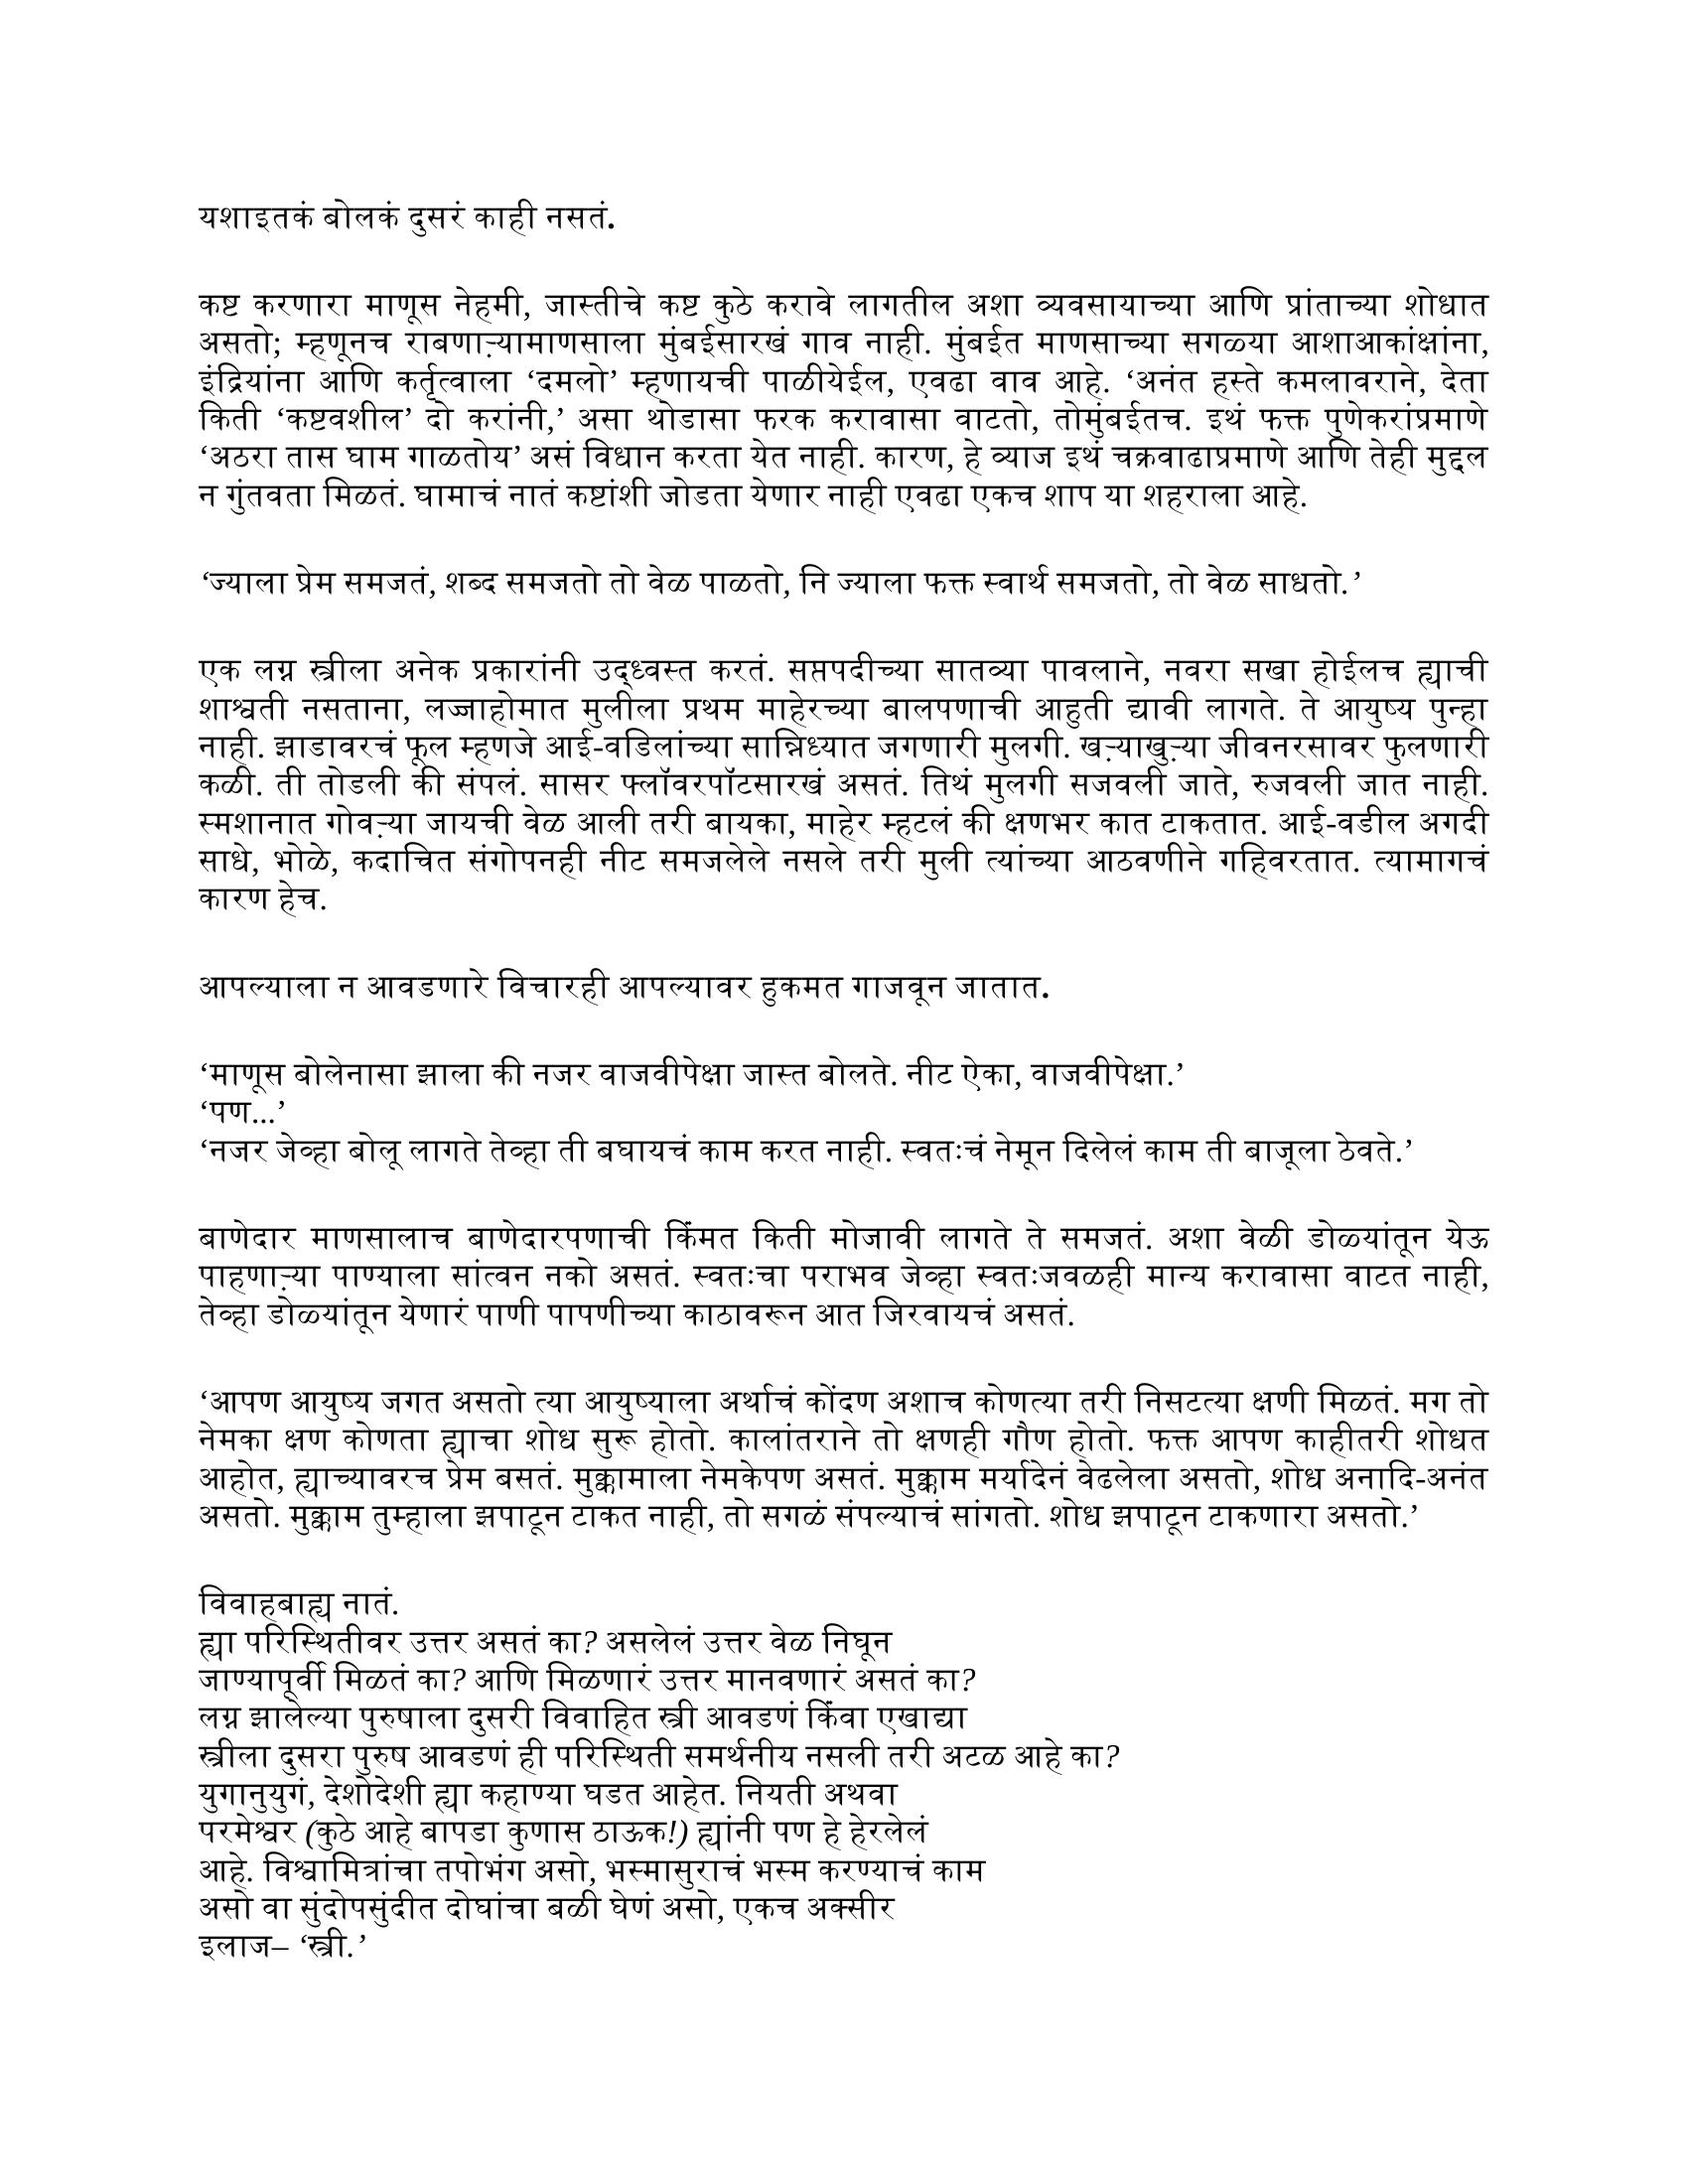 यशाइतकं बोलकं दुसरं काही नसतं.
कष्ट करणारा माणूस नेहमी, जास्तीचे कष्ट कुठे करावे लागतील अशा व्यवसायाच्या आणि प्रांताच्या शोधात
असतो; म्हणूनच राबणाऱ्यामाणसाला मुंबईसारखं गाव नाही. मुंबईत माणसाच्या सगळ्या आशाआकांक्षांना,
इंद्रियांना आणि कर्तृत्वाला ‘दमलो’ म्हणायची पाळीयेईल, एवढा वाव आहे. ‘अनंत हस्ते कमलावराने, देता
किती ‘कष्टवशील’ दो करांनी,’ असा थोडासा फरक करावासा वाटतो, तोमुंबईतच. इथं फक्त पुणेकरांप्रमाणे
‘अठरा तास घाम गाळतोय’ असं विधान करता येत नाही. कारण, हे व्याज इथं चक्रवाढाप्रमाणे आणि तेही मुद्दल
न गुंतवता मिळतं. घामाचं नातं कष्टांशी जोडता येणार नाही एवढा एकच शाप या शहराला आहे.
‘ज्याला प्रेम समजतं, शब्द समजतो तो वेळ पाळतो, नि ज्याला फक्त स्वार्थ समजतो, तो वेळ साधतो.’
एक लग्न स्त्रीला अनेक प्रकारांनी उद्ध्वस्त करतं. सप्तपदीच्या सातव्या पावलाने, नवरा सखा होईलच ह्याची
शाश्वती नसताना, लज्जाहोमात मुलीला प्रथम माहेरच्या बालपणाची आहुती द्यावी लागते. ते आयुष्य पुन्हा
नाही. झाडावरचं फूल म्हणजे आई-वडिलांच्या सान्निध्यात जगणारी मुलगी. खऱ्याखुऱ्या जीवनरसावर फुलणारी
कळी. ती तोडली की संपलं. सासर फ्लॉवरपॉटसारखं असतं. तिथं मुलगी सजवली जाते, रुजवली जात नाही.
स्मशानात गोवऱ्या जायची वेळ आली तरी बायका, माहेर म्हटलं की क्षणभर कात टाकतात. आई-वडील अगदी
साधे, भोळे, कदाचित संगोपनही नीट समजलेले नसले तरी मुली त्यांच्या आठवणीने गहिवरतात. त्यामागचं
कारण हेच.
आपल्याला न आवडणारे विचारही आपल्यावर हुकमत गाजवून जातात.
‘माणूस बोलेनासा झाला की नजर वाजवीपेक्षा जास्त बोलते. नीट ऐका, वाजवीपेक्षा.’
‘पण...’
‘नजर जेव्हा बोलू लागते तेव्हा ती बघायचं काम करत नाही. स्वतःचं नेमून दिलेलं काम ती बाजूला ठेवते.’
बाणेदार माणसालाच बाणेदारपणाची किंमत किती मोजावी लागते ते समजतं. अशा वेळी डोळ्यांतून येऊ
पाहणाऱ्या पाण्याला सांत्वन नको असतं. स्वतःचा पराभव जेव्हा स्वतःजवळही मान्य करावासा वाटत नाही,
तेव्हा डोळ्यांतून येणारं पाणी पापणीच्या काठावरून आत जिरवायचं असतं.
‘आपण आयुष्य जगत असतो त्या आयुष्याला अर्थाचं कोंदण अशाच कोणत्या तरी निसटत्या क्षणी मिळतं. मग तो
नेमका क्षण कोणता ह्याचा शोध सुरू होतो. कालांतराने तो क्षणही गौण होतो. फक्त आपण काहीतरी शोधत
आहोत, ह्याच्यावरच प्रेम बसतं. मुक्कामाला नेमकेपण असतं. मुक्काम मर्यादेनं वेढलेला असतो, शोध अनादि-अनंत
असतो. मुक्काम तुम्हाला झपाटून टाकत नाही, तो सगळं संपल्याचं सांगतो. शोध झपाटून टाकणारा असतो.’
विवाहबाह्य नातं.
ह्या परिस्थितीवर उत्तर असतं का? असलेलं उत्तर वेळ निघून
जाण्यापूर्वी मिळतं का? आणि मिळणारं उत्तर मानवणारं असतं का?
लग्न झालेल्या पुरुषाला दुसरी विवाहित स्त्री आवडणं किंवा एखाद्या
स्त्रीला दुसरा पुरुष आवडणं ही परिस्थिती समर्थनीय नसली तरी अटळ आहे का?
युगानुयुगं, देशोदेशी ह्या कहाण्या घडत आहेत. नियती अथवा
परमेश्वर (कुठे आहे बापडा कुणास ठाऊक!) ह्यांनी पण हे हेरलेलं
आहे. विश्वामित्रांचा तपोभंग असो, भस्मासुराचं भस्म करण्याचं काम
असो वा सुंदोपसुंदीत दोघांचा बळी घेणं असो, एकच अक्सीर
इलाज– ‘स्त्री.’